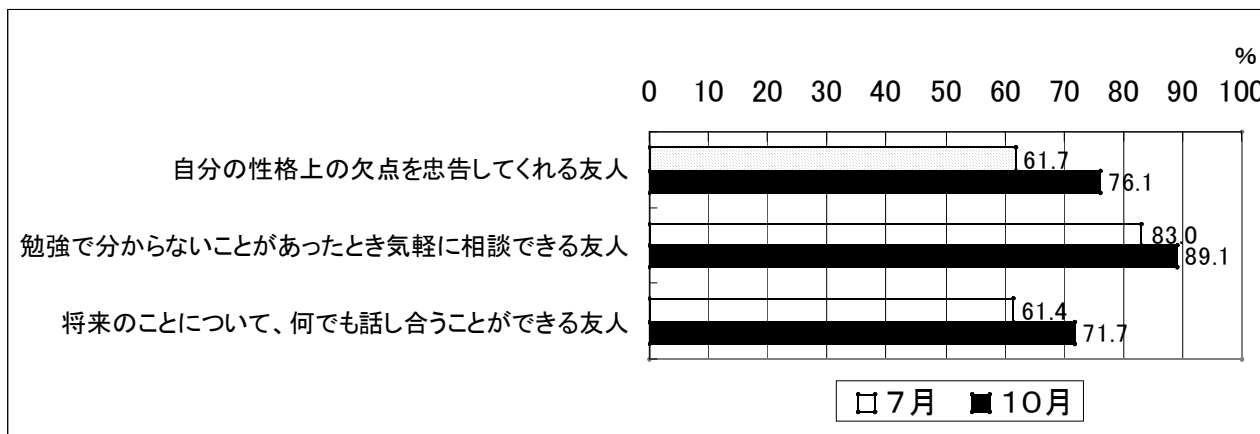 %
0 10 20 30 40 50 60 70 80 90 100
自分の性格上の欠点を忠告してくれる友人
61.7
76.1
勉強で分からないことがあったとき気軽に相談できる友人
83.0
89.1
将来のことについて、何でも話し合うことができる友人
61.4
71.7
7月 10月